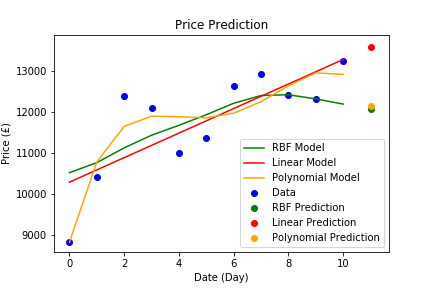 Price Prediction
Price (£)
13000
12000
11000
10000
9000
RBF Model
Linear Model
Polynomial Model
Data
RBF Prediction
Linear Prediction
Polynomial Prediction
0 2 4 6 8 10
Date (Day)